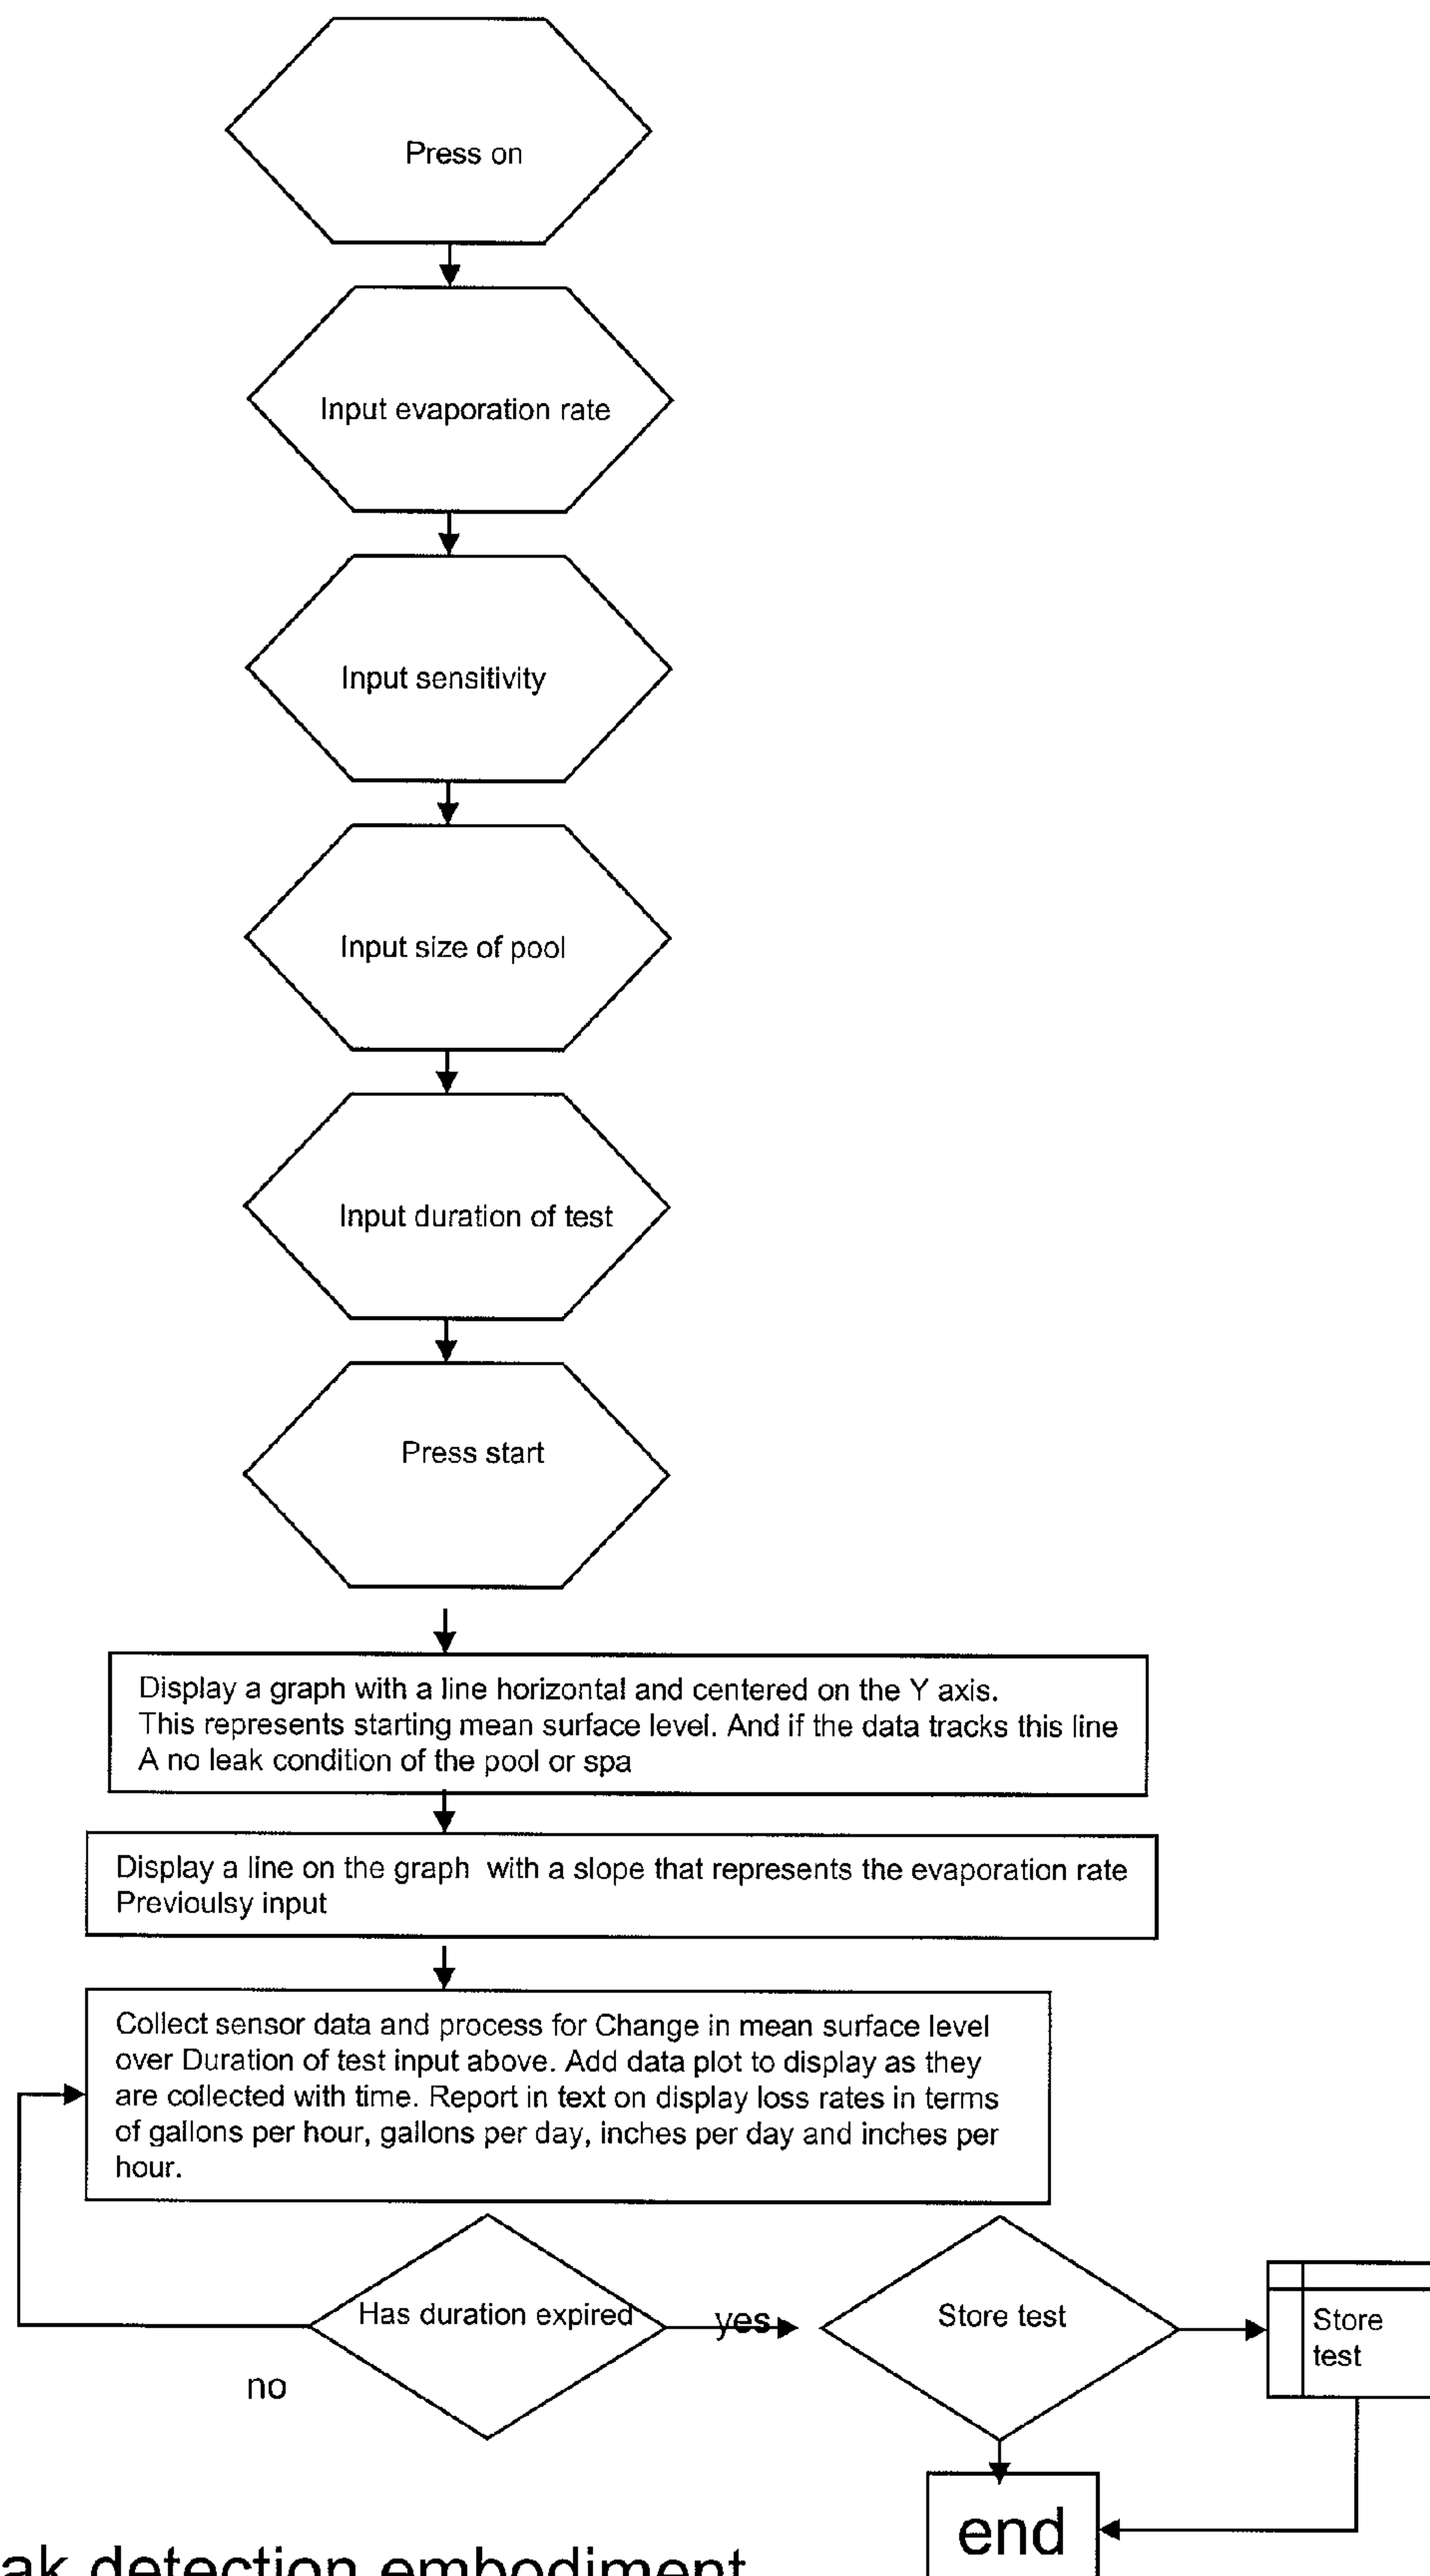 Press on
Input evaporation rate
Input sensitivity
Input size of pool
Input duration of test
Press start
Display a graph with a line horizontal and centered on the Y axis.
This represents starting mean surface level. And if the data tracks this line
A no leak condition of the pool or spa
Display a line on the graph with a slope that represents the evaporation rate
Previoulsy input
Collect sensor data and process for Change in mean surface level
over Duration of test input above. Add data plot to display as they
are collected with time. Report in text on display loss rates in terms
of gallons per hour, gallons per day, inches per day and inches per
hour.
Has duration expired
yes
Store test
Store
test
no
end
detection embodiment